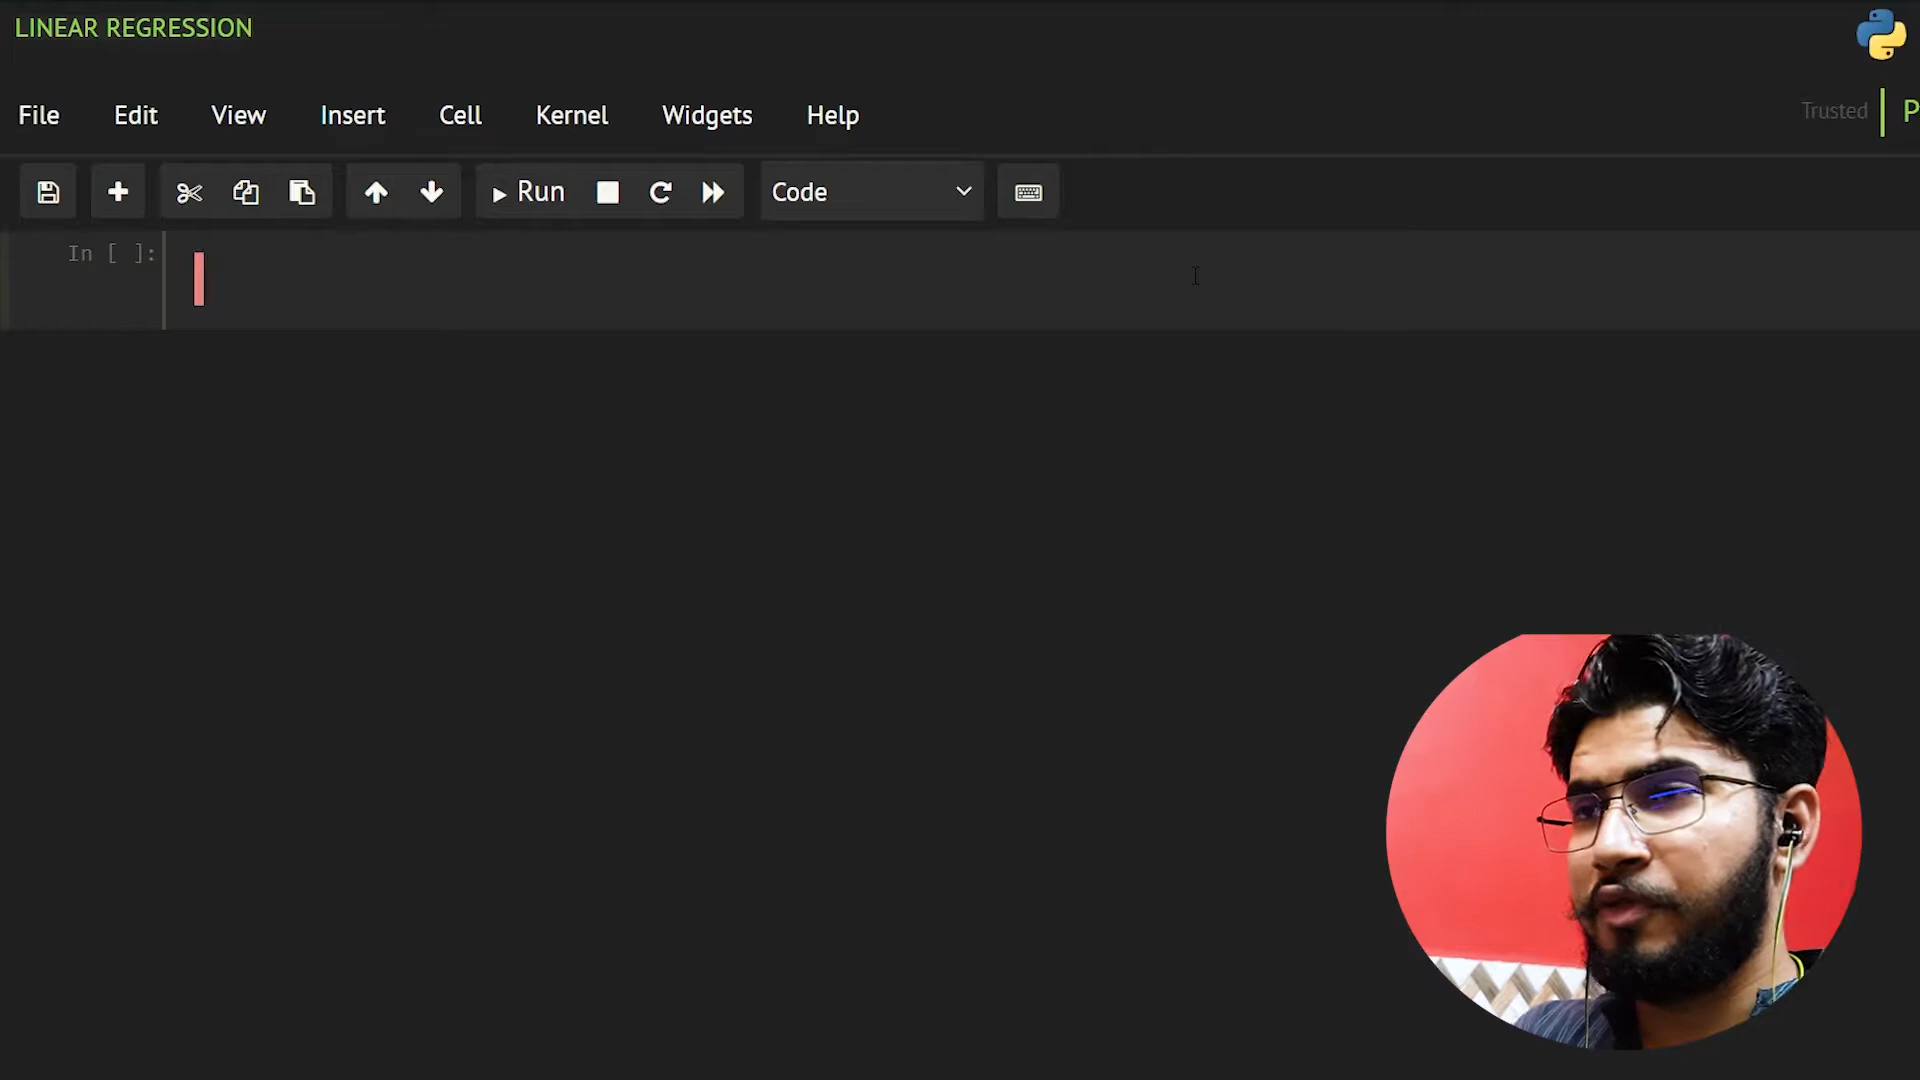 LINEAR REGRESSION
File Edit View Insert Cell Kernel Widgets Help Trusted P
Run Code
In [ ]: